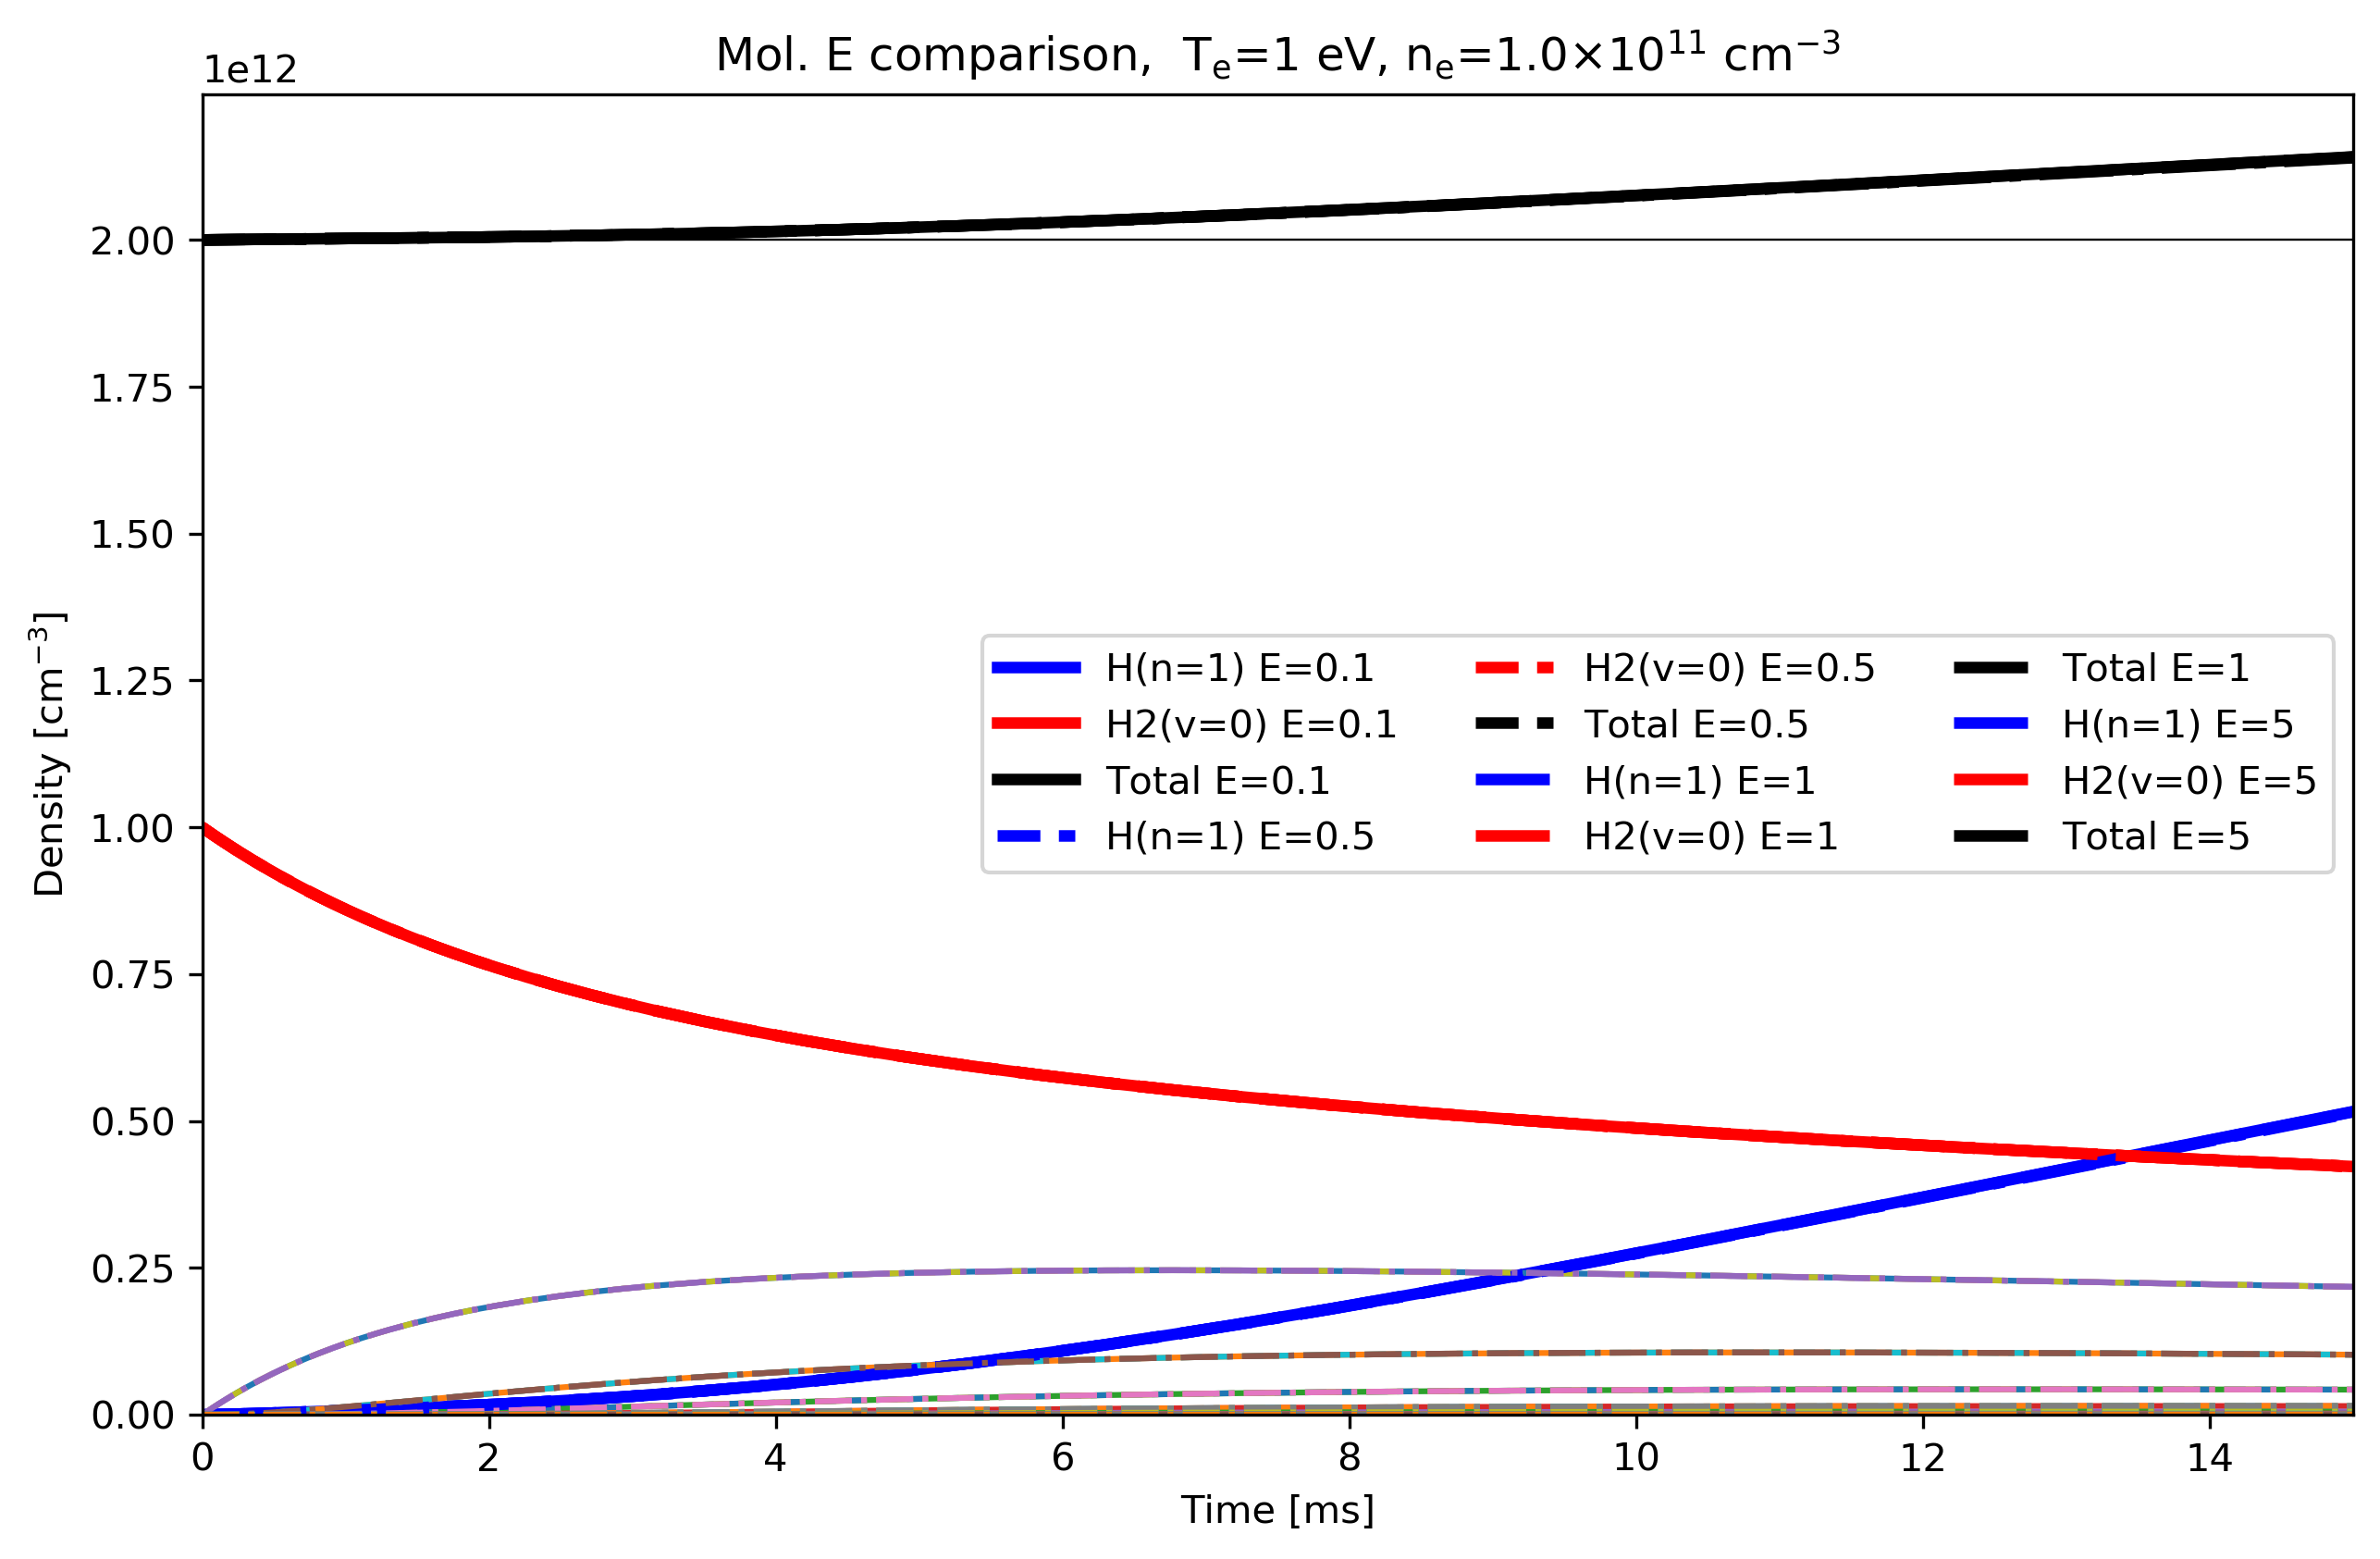 Mol. E comparison,  Tₑ=1 eV, nₑ=1.0×10¹¹ cm⁻³
1e12
2.00
1.75
1.50
1.25
1.00
0.75
0.50
0.25
0.00
Density [cm⁻³]
H(n=1) E=0.1
H2(v=0) E=0.1
Total E=0.1
H(n=1) E=0.5
H2(v=0) E=0.5
Total E=0.5
H(n=1) E=1
H2(v=0) E=1
Total E=1
H(n=1) E=5
H2(v=0) E=5
Total E=5
0 2 4 6 8 10 12 14
Time [ms]